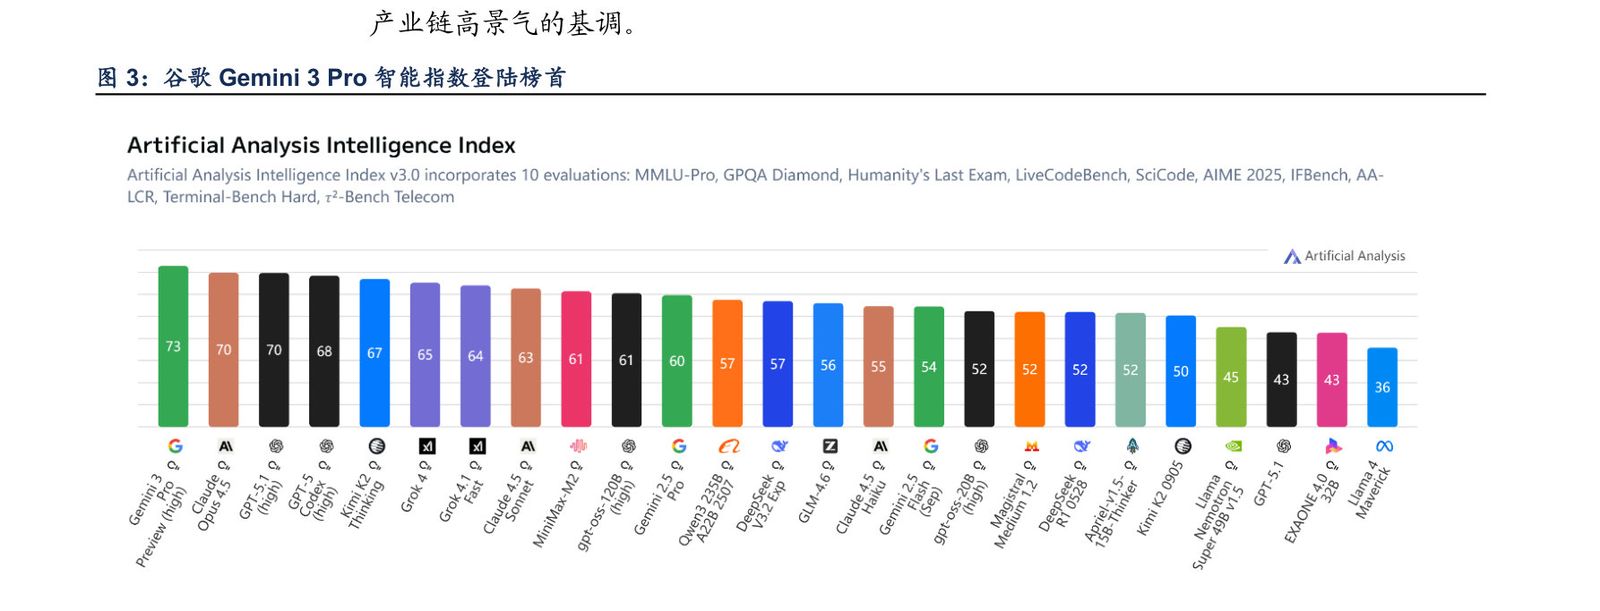 产业链高景气的基调。
图 3：谷歌 Gemini 3 Pro 智能指数登陆榜首
Artificial Analysis Intelligence Index
Artificial Analysis Intelligence Index v3.0 incorporates 10 evaluations: MMLU-Pro, GPQA Diamond, Humanity's Last Exam, LiveCodeBench, SciCode, AIME 2025, IFBench, AA-
LCR, Terminal-Bench Hard, τ²-Bench Telecom
Artificial Analysis
73 70 70 68 67 65 64 63 61 61 60 57 57 56 55 54 52 52 52 52 50 45 43 43 36
Gemini 3
Pro
Preview (high)
Claude
Opus 4.5
GPT-5.1
(high)
GPT-5
Codex
(high)
Kimi K2
Thinking
Grok 4
Grok 4.1
Fast
Claude 4.5
Sonnet
MiniMax-M2
gpt-oss-120B
(high)
Gemini 2.5
Pro
Qwen3 235B
A22B 2507
DeepSeek
V3.2 Exp
GLM-4.6
Claude 4.5
Haiku
Gemini 2.5
Flash
(Sep)
gpt-oss-20B
(high)
Magistral
Medium 1.2
DeepSeek
R1 0528
Apriel-v1.5-
15B-Thinker
Kimi K2 0905
Llama
Nemotron
Super 49B v1.5
GPT-5.1
EXAONE 4.0
32B
Llama 4
Maverick